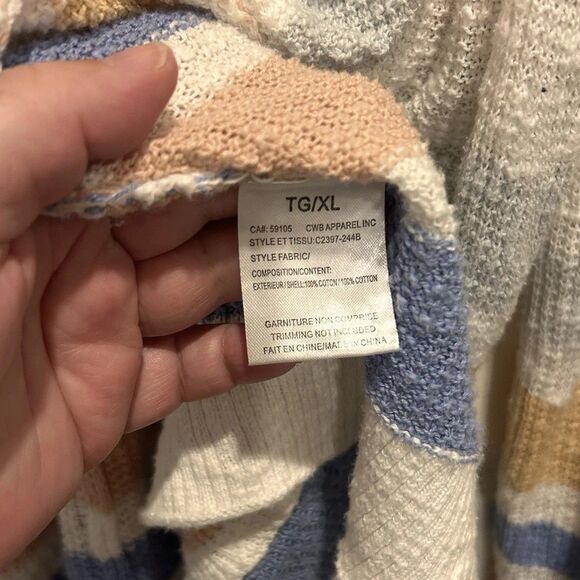 TG/XL
CA#: 59105 CWB APPAREL INC
STYLE ET TISSU:C2397-244B
STYLE FABRIC/
COMPOSITION/CONTENT:
EXTERIEUR/SHELL:100% COTON/100% COTTON
GARNITURE NON COMPRISE
TRIMMING NOT INCLUDED
FAIT EN CHINE/MADE IN CHINA